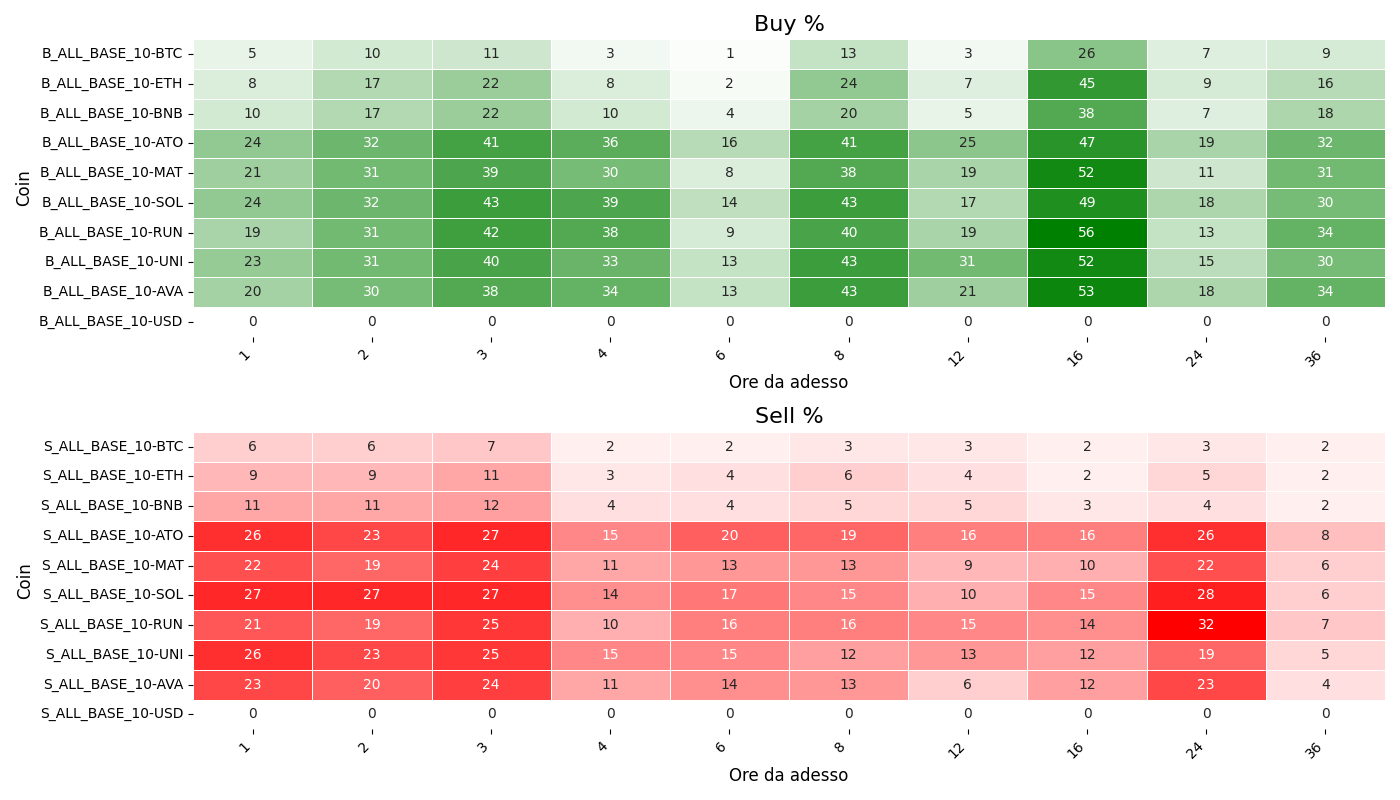 Buy %
Coin
B_ALL_BASE_10-BTC 5 10 11 3 1 13 3 26 7 9
B_ALL_BASE_10-ETH 8 17 22 8 2 24 7 45 9 16
B_ALL_BASE_10-BNB 10 17 22 10 4 20 5 38 7 18
B_ALL_BASE_10-ATO 24 32 41 36 16 41 25 47 19 32
B_ALL_BASE_10-MAT 21 31 39 30 8 38 19 52 11 31
B_ALL_BASE_10-SOL 24 32 43 39 14 43 17 49 18 30
B_ALL_BASE_10-RUN 19 31 42 38 9 40 19 56 13 34
B_ALL_BASE_10-UNI 23 31 40 33 13 43 31 52 15 30
B_ALL_BASE_10-AVA 20 30 38 34 13 43 21 53 18 34
B_ALL_BASE_10-USD 0 0 0 0 0 0 0 0 0 0
1 2 3 4 6 8 12 16 24 36
Ore da adesso
Sell %
Coin
S_ALL_BASE_10-BTC 6 6 7 2 2 3 3 2 3 2
S_ALL_BASE_10-ETH 9 9 11 3 4 6 4 2 5 2
S_ALL_BASE_10-BNB 11 11 12 4 4 5 5 3 4 2
S_ALL_BASE_10-ATO 26 23 27 15 20 19 16 16 26 8
S_ALL_BASE_10-MAT 22 19 24 11 13 13 9 10 22 6
S_ALL_BASE_10-SOL 27 27 27 14 17 15 10 15 28 6
S_ALL_BASE_10-RUN 21 19 25 10 16 16 15 14 32 7
S_ALL_BASE_10-UNI 26 23 25 15 15 12 13 12 19 5
S_ALL_BASE_10-AVA 23 20 24 11 14 13 6 12 23 4
S_ALL_BASE_10-USD 0 0 0 0 0 0 0 0 0 0
1 2 3 4 6 8 12 16 24 36
Ore da adesso